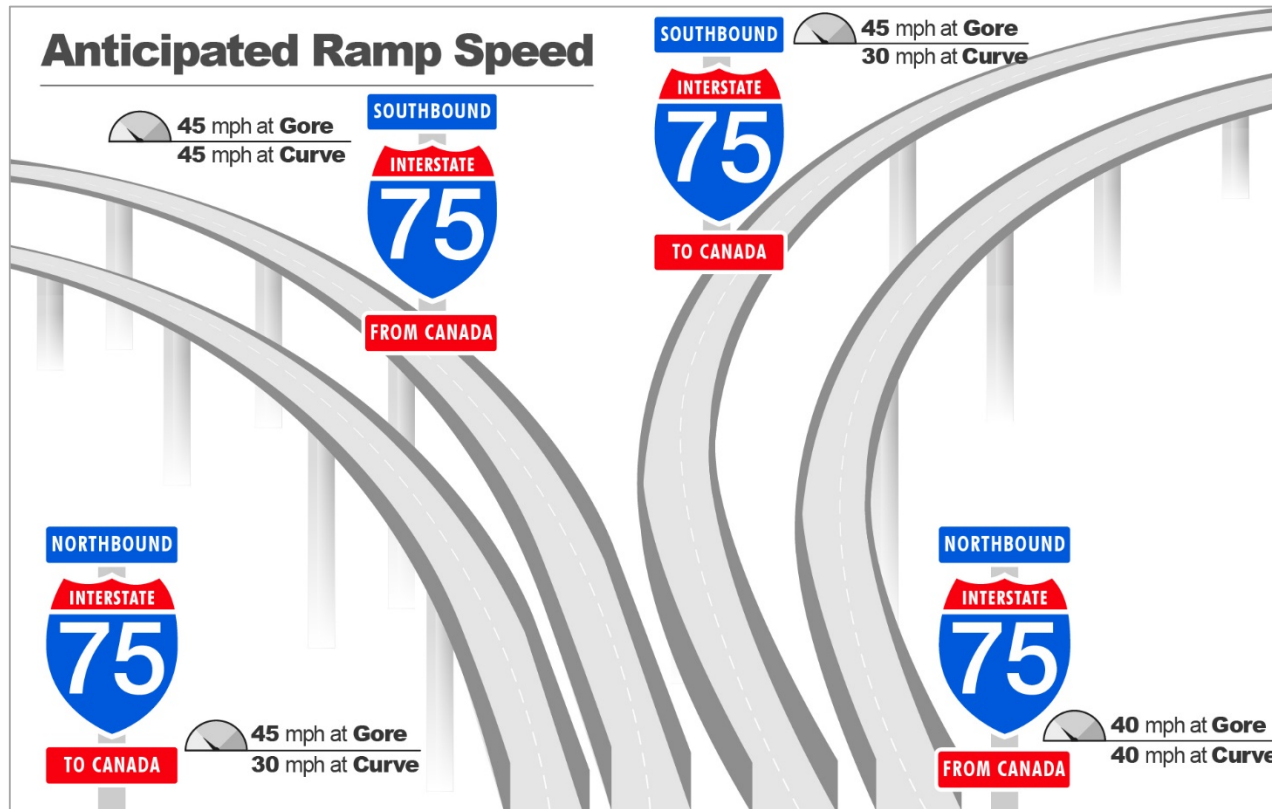 Anticipated Ramp Speed
45 mph at Gore
45 mph at Curve
SOUTHBOUND
INTERSTATE
75
FROM CANADA
SOUTHBOUND
INTERSTATE
75
TO CANADA
45 mph at Gore
30 mph at Curve
NORTHBOUND
INTERSTATE
75
TO CANADA
45 mph at Gore
30 mph at Curve
NORTHBOUND
INTERSTATE
75
FROM CANADA
40 mph at Gore
40 mph at Curve